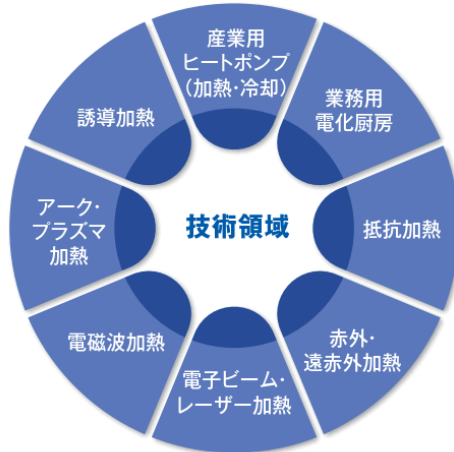 産業用
ヒートポンプ
(加熱・冷却)
業務用
電化厨房
抵抗加熱
赤外・
遠赤外加熱
電子ビーム・
レーザー加熱
電磁波加熱
アーク・
プラズマ
加熱
誘導加熱
技術領域